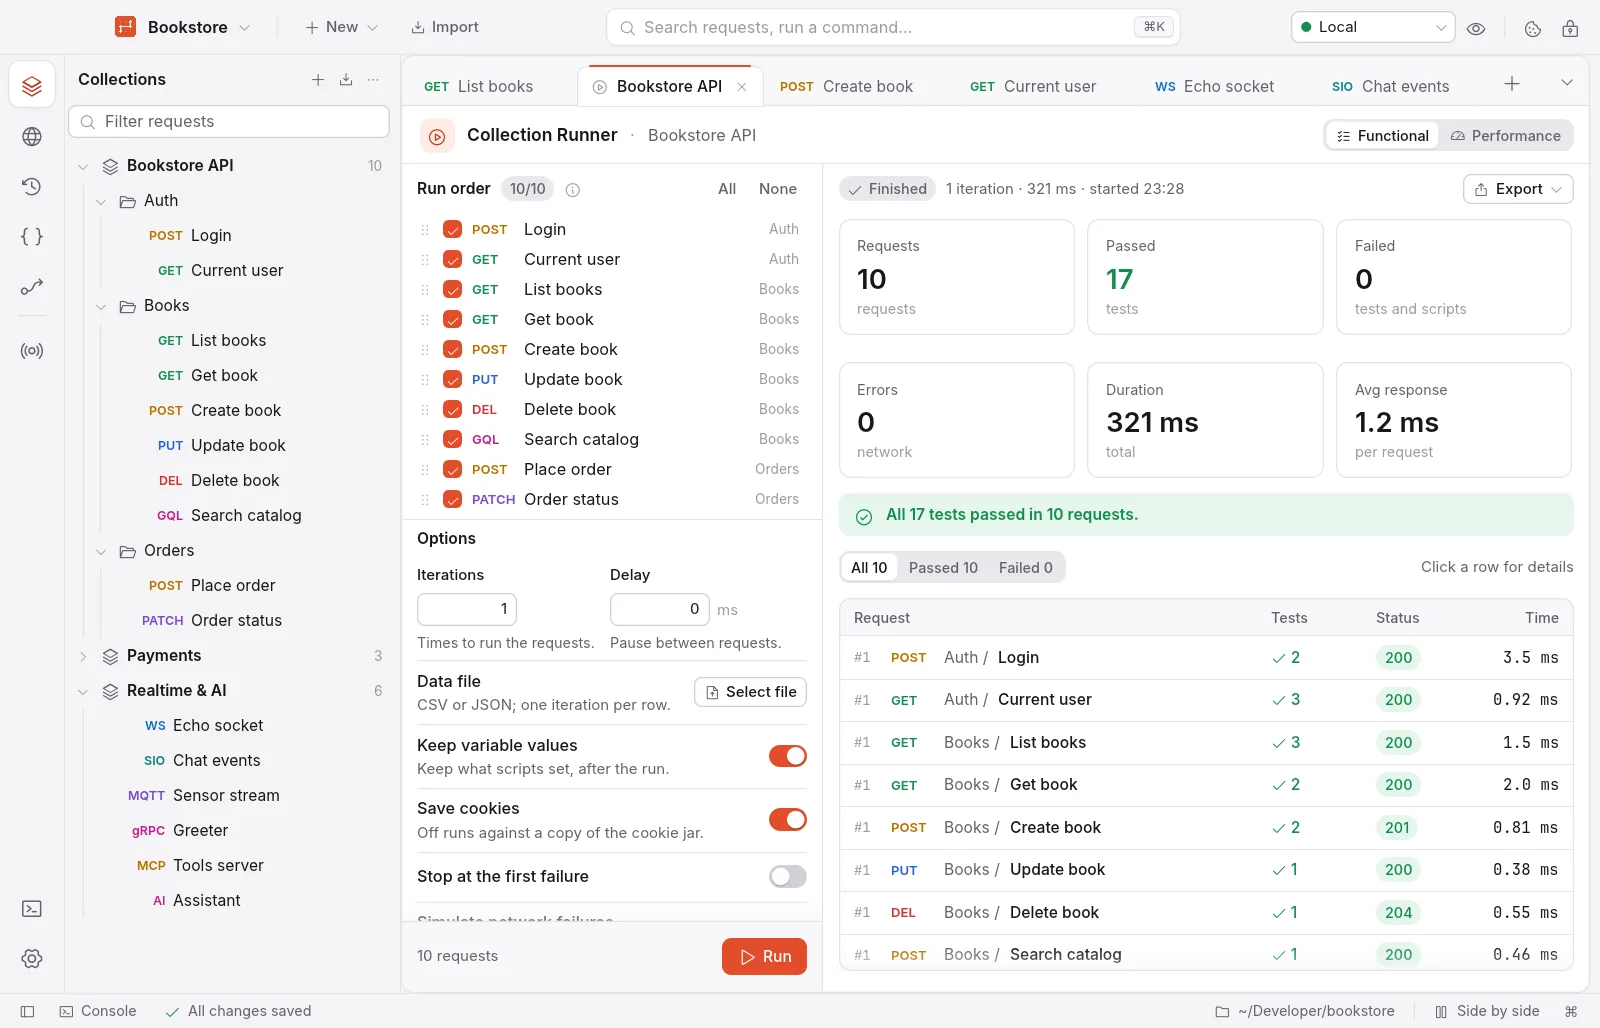 Bookstore
New
Import
Search requests, run a command...
⌘K
Local
Collections
Filter requests
Bookstore API 10
Auth
POST Login
GET Current user
Books
GET List books
GET Get book
POST Create book
PUT Update book
DEL Delete book
GQL Search catalog
Orders
POST Place order
PATCH Order status
Payments 3
Realtime & AI 6
WS Echo socket
SIO Chat events
MQTT Sensor stream
gRPC Greeter
MCP Tools server
AI Assistant
GET List books
Bookstore API
POST Create book
GET Current user
WS Echo socket
SIO Chat events
Collection Runner · Bookstore API
Functional
Performance
Run order 10/10
All None
POST Login Auth
GET Current user Auth
GET List books Books
GET Get book Books
POST Create book Books
PUT Update book Books
DEL Delete book Books
GQL Search catalog Books
POST Place order Orders
PATCH Order status Orders
Options
Iterations Delay
1 0 ms
Times to run the requests. Pause between requests.
Data file
CSV or JSON; one iteration per row.
Select file
Keep variable values
Keep what scripts set, after the run.
Save cookies
Off runs against a copy of the cookie jar.
Stop at the first failure
Simulate network failures
10 requests
Run
Finished 1 iteration · 321 ms · started 23:28
Export
Requests
10
requests
Passed
17
tests
Failed
0
tests and scripts
Errors
0
network
Duration
321 ms
total
Avg response
1.2 ms
per request
All 17 tests passed in 10 requests.
All 10 Passed 10 Failed 0
Click a row for details
Request Tests Status Time
#1 POST Auth / Login 2 200 3.5 ms
#1 GET Auth / Current user 3 200 0.92 ms
#1 GET Books / List books 3 200 1.5 ms
#1 GET Books / Get book 2 200 2.0 ms
#1 POST Books / Create book 2 201 0.81 ms
#1 PUT Books / Update book 1 200 0.38 ms
#1 DEL Books / Delete book 1 204 0.55 ms
#1 POST Books / Search catalog 1 200 0.46 ms
Console
All changes saved
~/Developer/bookstore
Side by side
⌘